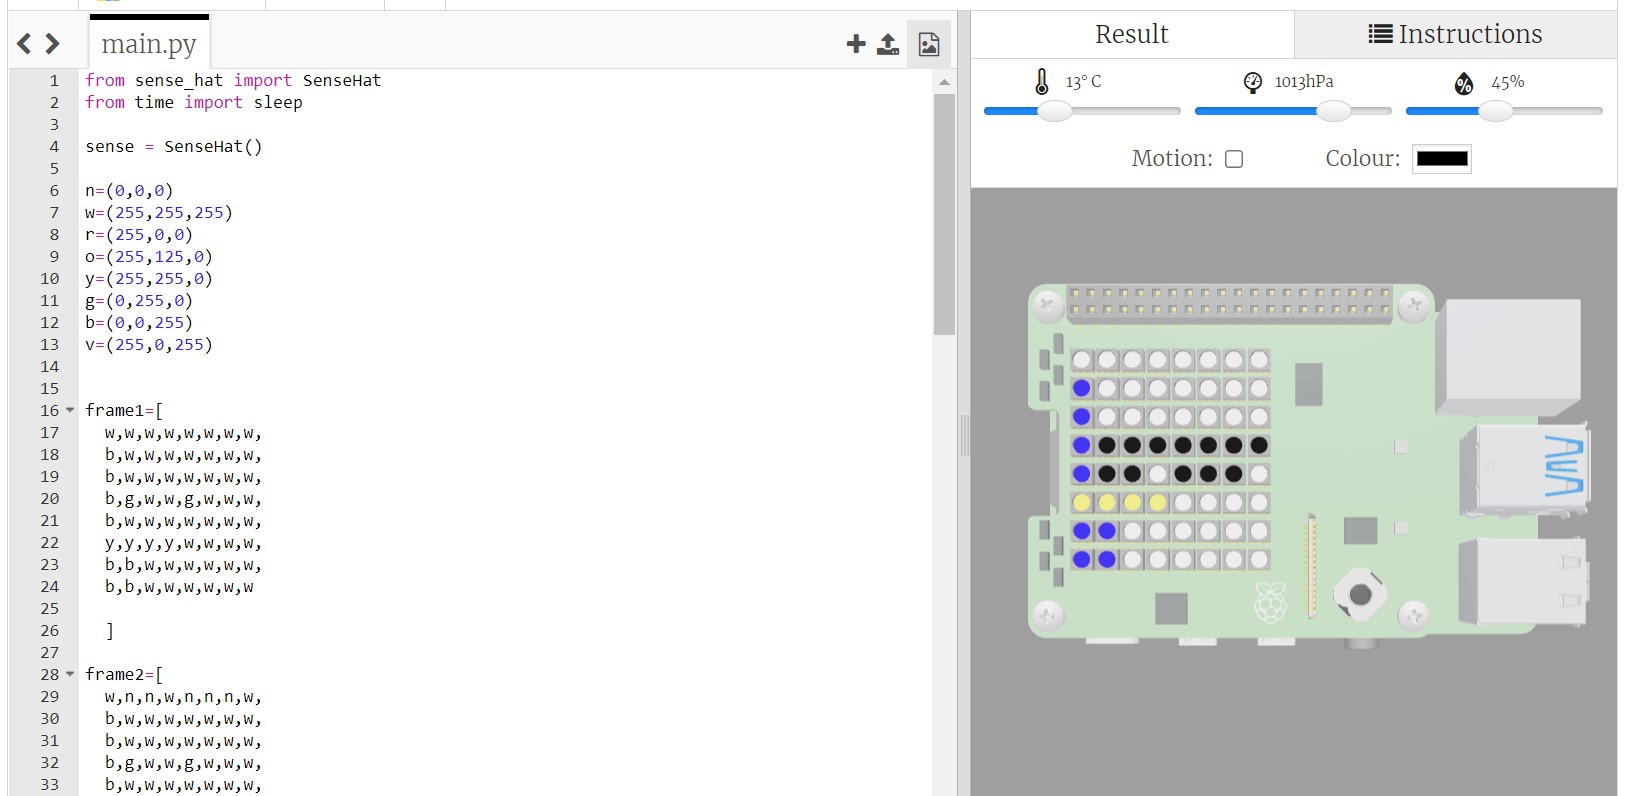 main.py
Result
Instructions
1 from sense_hat import SenseHat
2 from time import sleep
3
4 sense = SenseHat()
5
6 n=(0,0,0)
7 w=(255,255,255)
8 r=(255,0,0)
9 o=(255,125,0)
10 y=(255,255,0)
11 g=(0,255,0)
12 b=(0,0,255)
13 v=(255,0,255)
14
15
16 frame1=[
17 w,w,w,w,w,w,w,w,
18 b,w,w,w,w,w,w,w,
19 b,w,w,w,w,w,w,w,
20 b,g,w,w,g,w,w,w,
21 b,w,w,w,w,w,w,w,
22 y,y,y,y,w,w,w,w,
23 b,b,w,w,w,w,w,w,
24 b,b,w,w,w,w,w,w
25
26 ]
27
28 frame2=[
29 w,n,n,w,n,n,n,w,
30 b,w,w,w,w,w,w,w,
31 b,w,w,w,w,w,w,w,
32 b,g,w,w,g,w,w,w,
33 b,w,w,w,w,w,w,w,
13° C
1013hPa
% 45%
Motion:
Colour: